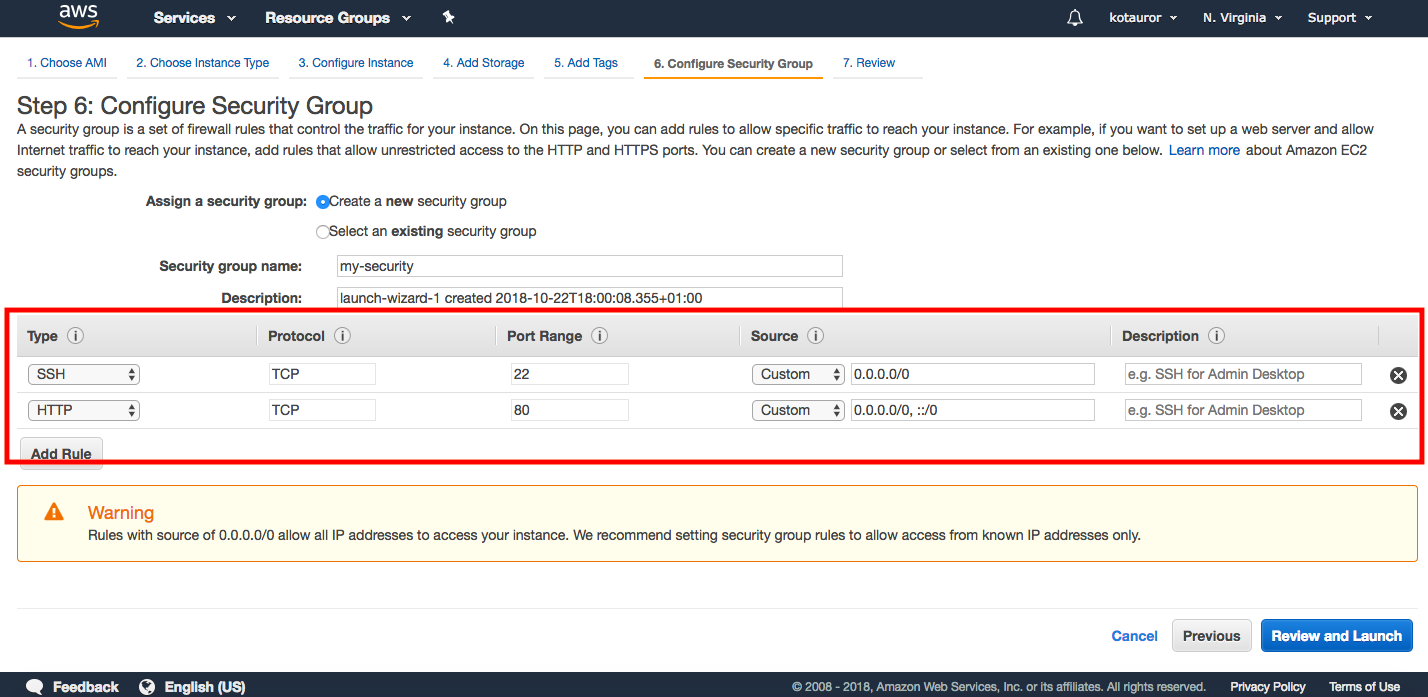 aws Services Resource Groups kotauror N. Virginia Support
1. Choose AMI 2. Choose Instance Type 3. Configure Instance 4. Add Storage 5. Add Tags 6. Configure Security Group 7. Review
Step 6: Configure Security Group
A security group is a set of firewall rules that control the traffic for your instance. On this page, you can add rules to allow specific traffic to reach your instance. For example, if you want to set up a web server and allow
Internet traffic to reach your instance, add rules that allow unrestricted access to the HTTP and HTTPS ports. You can create a new security group or select from an existing one below. Learn more about Amazon EC2
security groups.
Assign a security group: Create a new security group
Select an existing security group
Security group name: my-security
Description: launch-wizard-1 created 2018-10-22T18:00:08.355+01:00
Type i Protocol i Port Range i Source i Description i
SSH TCP 22 Custom 0.0.0.0/0 e.g. SSH for Admin Desktop
HTTP TCP 80 Custom 0.0.0.0/0, ::/0 e.g. SSH for Admin Desktop
Add Rule
Warning
Rules with source of 0.0.0.0/0 allow all IP addresses to access your instance. We recommend setting security group rules to allow access from known IP addresses only.
Cancel Previous Review and Launch
Feedback English (US) © 2008 - 2018, Amazon Web Services, Inc. or its affiliates. All rights reserved. Privacy Policy Terms of Use